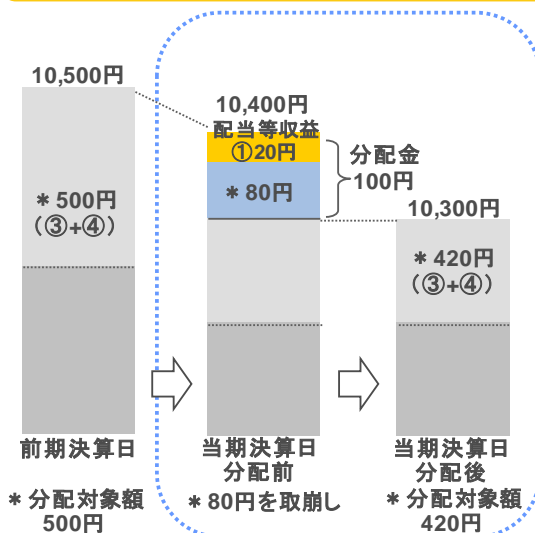 10,500円
＊500円
（③+④）
前期決算日
＊分配対象額
500円
10,400円
配当等収益
①20円
＊80円
分配金
100円
当期決算日
分配前
＊80円を取崩し
10,300円
＊420円
（③+④）
当期決算日
分配後
＊分配対象額
420円